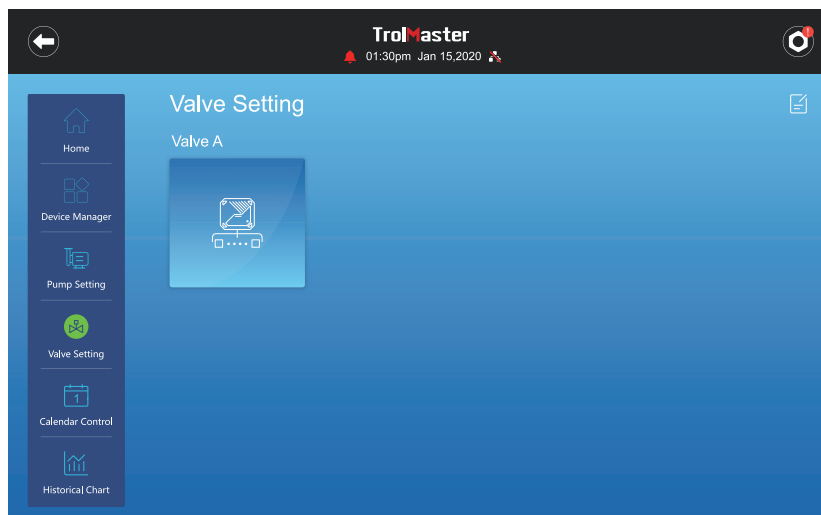 TrolMaster
01:30pm Jan 15,2020
Valve Setting
Valve A
Home
Device Manager
Pump Setting
Valve Setting
1
Calendar Control
Historical Chart